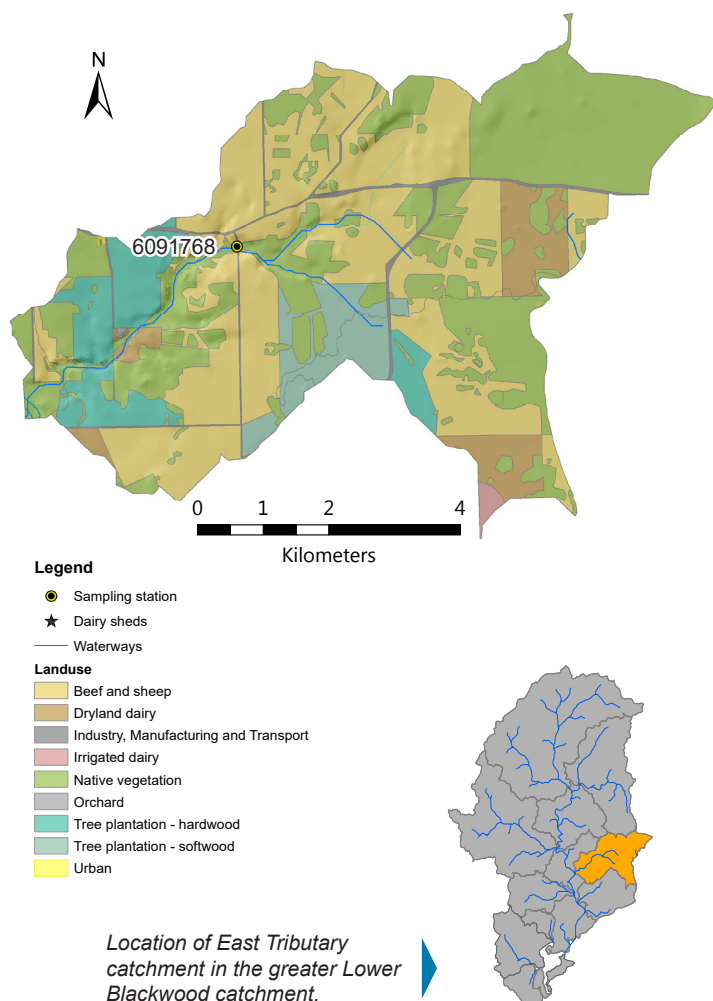 N
6091768
0 1 2 4
Kilometers
Legend
Sampling station
Dairy sheds
Waterways
Landuse
Beef and sheep
Dryland dairy
Industry, Manufacturing and Transport
Irrigated dairy
Native vegetation
Orchard
Tree plantation - hardwood
Tree plantation - softwood
Urban
Location of East Tributary
catchment in the greater Lower
Blackwood catchment.